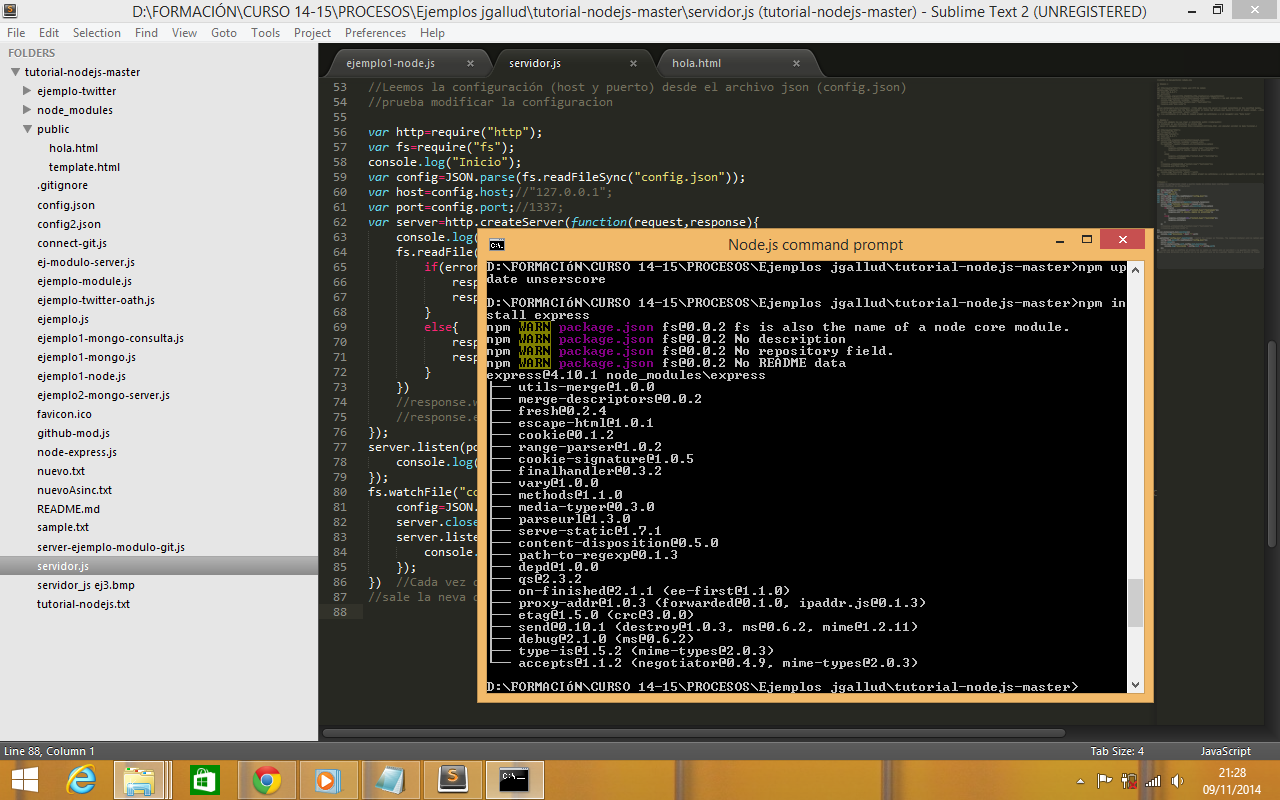 D:\FORMACIÓN\CURSO 14-15\PROCESOS\Ejemplos jgallud\tutorial-nodejs-master\servidor.js (tutorial-nodejs-master) - Sublime Text 2 (UNREGISTERED)
File Edit Selection Find View Goto Tools Project Preferences Help
FOLDERS
tutorial-nodejs-master
ejemplo-twitter
node_modules
public
hola.html
template.html
.gitignore
config.json
config2.json
connect-git.js
ej-modulo-server.js
ejemplo-module.js
ejemplo-twitter-oath.js
ejemplo.js
ejemplo1-mongo-consulta.js
ejemplo1-mongo.js
ejemplo1-node.js
ejemplo2-mongo-server.js
favicon.ico
github-mod.js
node-express.js
nuevo.txt
nuevoAsinc.txt
README.md
sample.txt
server-ejemplo-modulo-git.js
servidor.js
servidor_js ej3.bmp
tutorial-nodejs.txt
ejemplo1-node.js × servidor.js × hola.html ×
53 //Leemos la configuración (host y puerto) desde el archivo json (config.json)
54 //prueba modificar la configuracion
55
56 var http=require("http");
57 var fs=require("fs");
58 console.log("Inicio");
59 var config=JSON.parse(fs.readFileSync("config.json"));
60 var host=config.host;//"127.0.0.1";
61 var port=config.port;//1337;
62 var server=http.createServer(function(request,response){
63 console.log(
64 fs.readFile(
65 if(error
66 resp
67 resp
68 }
69 else{
70 resp
71 resp
72 }
73 })
74 //response.w
75 //response.e
76 });
77 server.listen(po
78 console.log(
79 });
80 fs.watchFile("co
81 config=JSON.
82 server.close
83 server.liste
84 console.
85 });
86 }) //Cada vez c
87 //sale la neva c
88
Node.js command prompt
D:\FORMACIóN\CURSO 14-15\PROCESOS\Ejemplos jgallud\tutorial-nodejs-master>npm up
date unserscore
D:\FORMACIóN\CURSO 14-15\PROCESOS\Ejemplos jgallud\tutorial-nodejs-master>npm in
stall express
npm WARN package.json fs@0.0.2 fs is also the name of a node core module.
npm WARN package.json fs@0.0.2 No description
npm WARN package.json fs@0.0.2 No repository field.
npm WARN package.json fs@0.0.2 No README data
express@4.10.1 node_modules\express
├── utils-merge@1.0.0
├── merge-descriptors@0.0.2
├── fresh@0.2.4
├── escape-html@1.0.1
├── cookie@0.1.2
├── range-parser@1.0.2
├── cookie-signature@1.0.5
├── finalhandler@0.3.2
├── vary@1.0.0
├── methods@1.1.0
├── media-typer@0.3.0
├── parseurl@1.3.0
├── serve-static@1.7.1
├── content-disposition@0.5.0
├── path-to-regexp@0.1.3
├── depd@1.0.0
├── qs@2.3.2
├── on-finished@2.1.1 (ee-first@1.1.0)
├── proxy-addr@1.0.3 (forwarded@0.1.0, ipaddr.js@0.1.3)
├── etag@1.5.0 (crc@3.0.0)
├── send@0.10.1 (destroy@1.0.3, ms@0.6.2, mime@1.2.11)
├── debug@2.1.0 (ms@0.6.2)
├── type-is@1.5.2 (mime-types@2.0.3)
└── accepts@1.1.2 (negotiator@0.4.9, mime-types@2.0.3)
D:\FORMACIóN\CURSO 14-15\PROCESOS\Ejemplos jgallud\tutorial-nodejs-master>
Line 88, Column 1
Tab Size: 4
JavaScript
21:28
09/11/2014